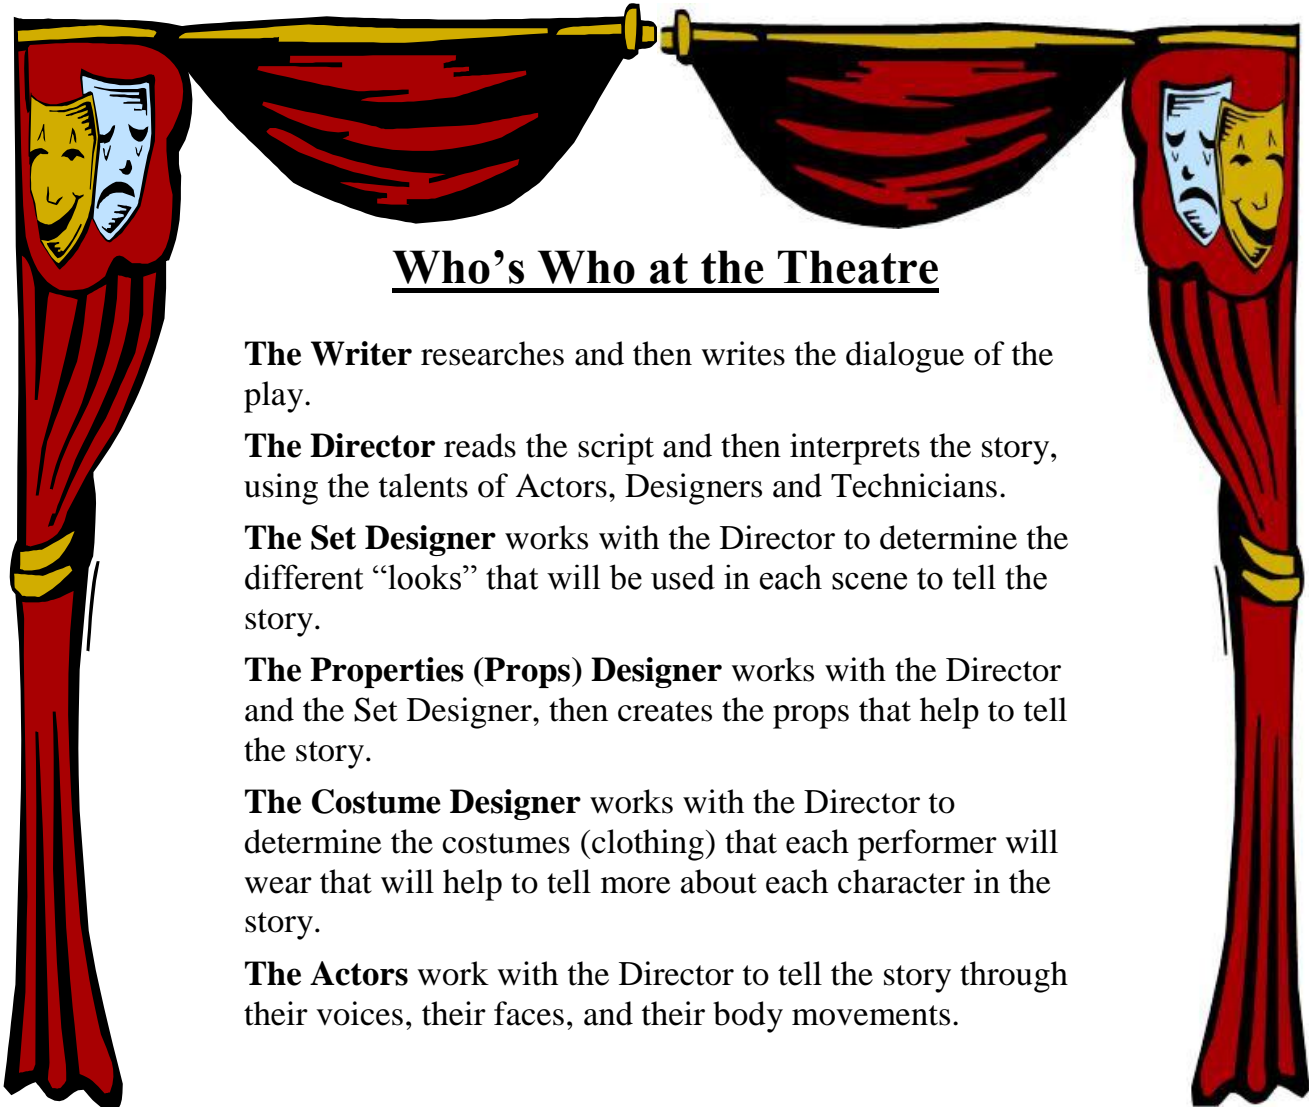 Who’s Who at the Theatre
The Writer researches and then writes the dialogue of the
play.
The Director reads the script and then interprets the story,
using the talents of Actors, Designers and Technicians.
The Set Designer works with the Director to determine the
different “looks” that will be used in each scene to tell the
story.
The Properties (Props) Designer works with the Director
and the Set Designer, then creates the props that help to tell
the story.
The Costume Designer works with the Director to
determine the costumes (clothing) that each performer will
wear that will help to tell more about each character in the
story.
The Actors work with the Director to tell the story through
their voices, their faces, and their body movements.